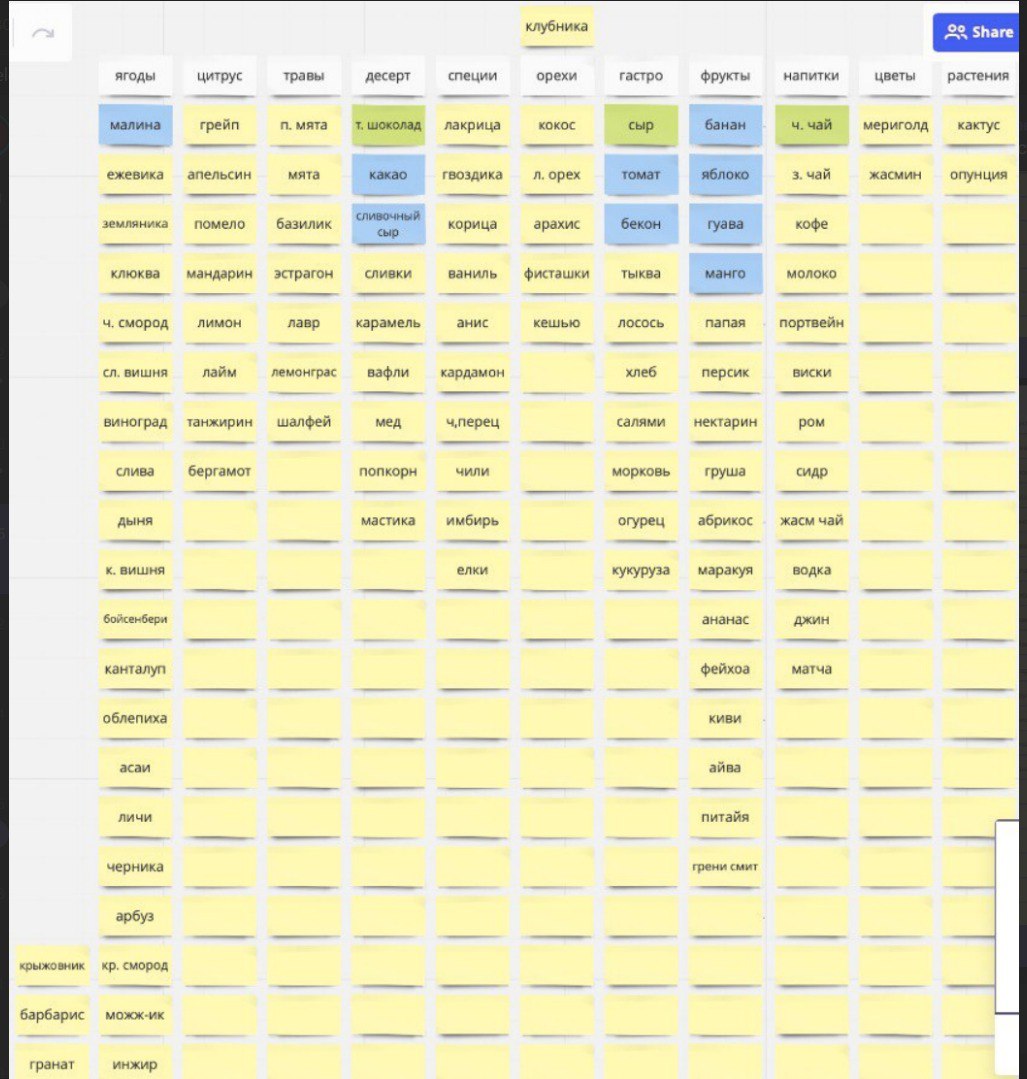 клубника
Share
ягоды цитрус травы десерт специи орехи гастро фрукты напитки цветы растения
малина грейп п. мята т. шоколад лакрица кокос сыр банан ч. чай мериголд кактус
ежевика апельсин мята какао гвоздика л. орех томат яблоко з. чай жасмин опунция
земляника помело базилик сливочный сыр корица арахис бекон гуава кофе
клюква мандарин эстрагон сливки ваниль фисташки тыква манго молоко
ч. смород лимон лавр карамель анис кешью лосось папая портвейн
сл. вишня лайм лемонграс вафли кардамон хлеб персик виски
виноград танжирин шалфей мед ч,перец салями нектарин ром
слива бергамот попкорн чили морковь груша сидр
дыня мастика имбирь огурец абрикос жасм чай
к. вишня елки кукуруза маракуя водка
бойсенбери ананас джин
канталуп фейхоа матча
облепиха киви
асаи айва
личи питайя
черника грени смит
арбуз
крыжовник кр. смород
барбарис можж-ик
гранат инжир